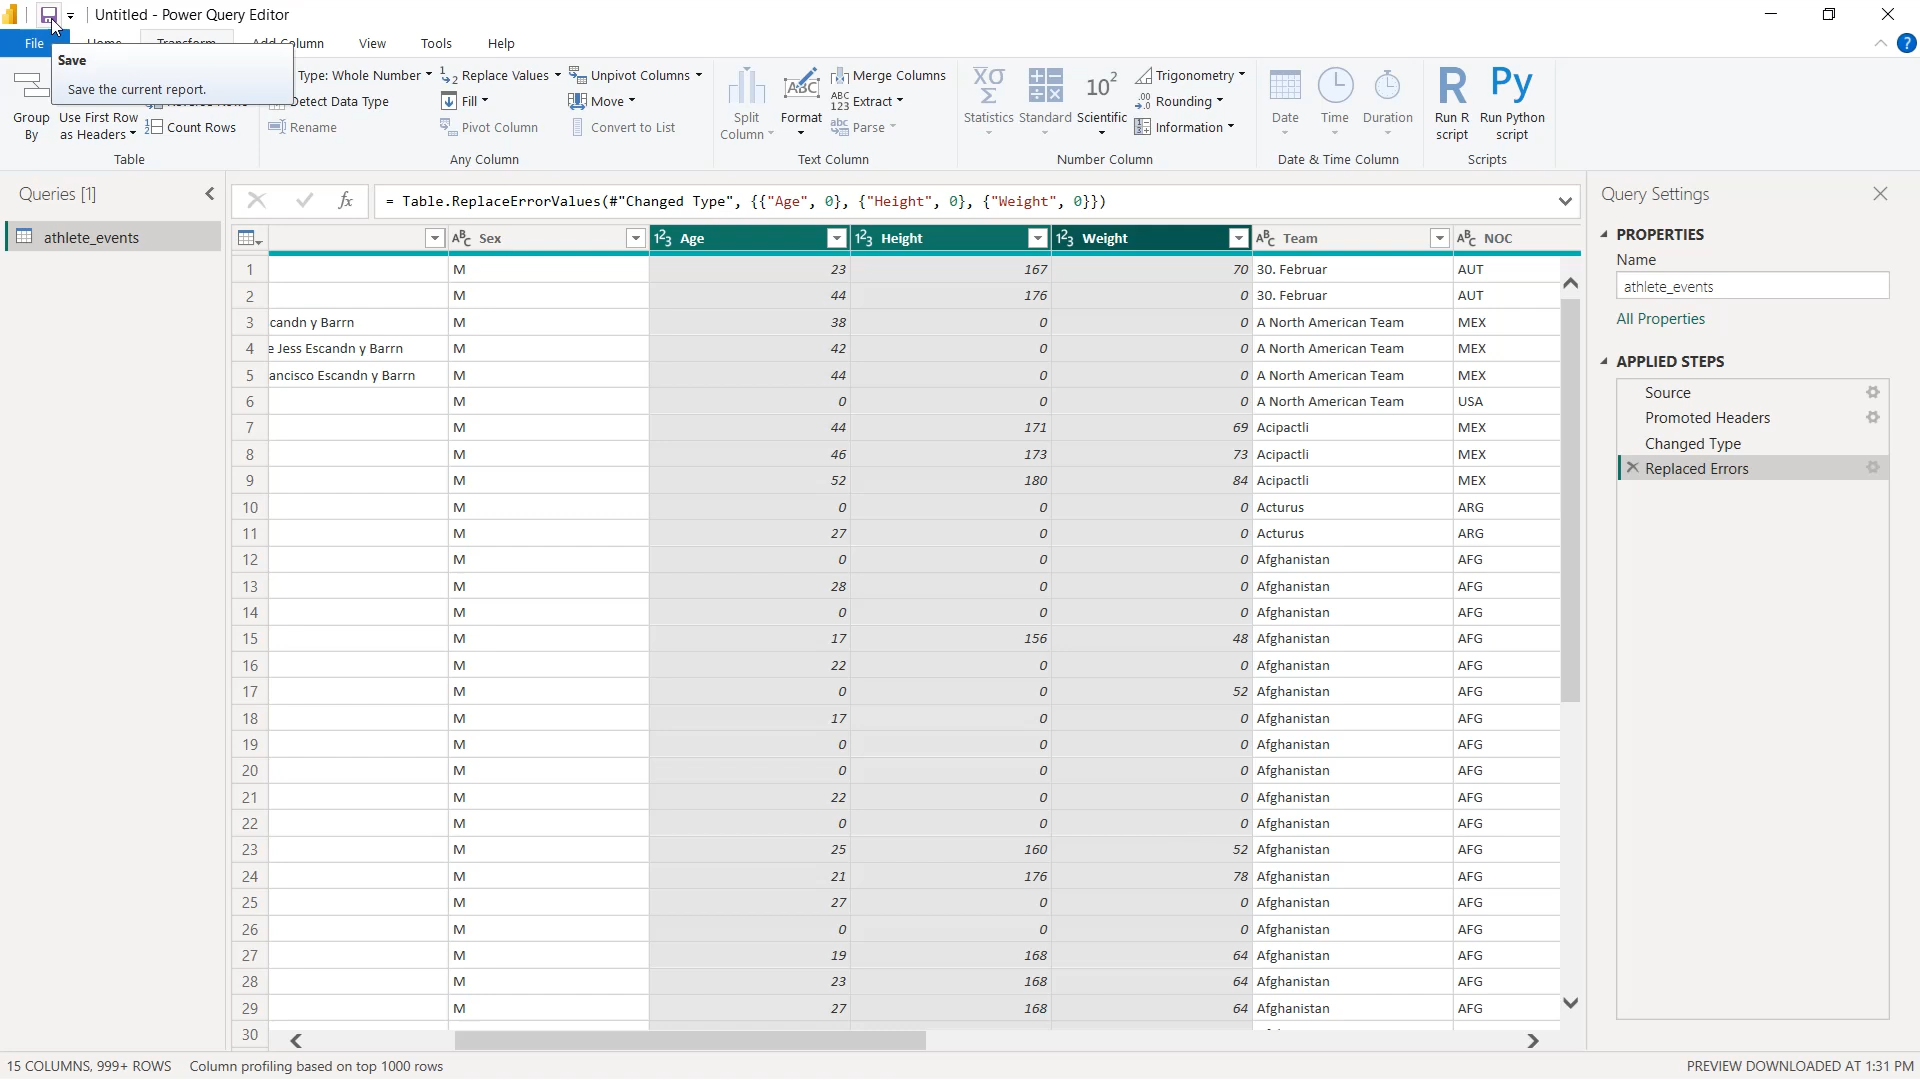 Untitled - Power Query Editor
File
Transform
Add Column
View
Tools
Help
Save
Save the current report.
Group By
Use First Row as Headers
Count Rows
Table
Type: Whole Number
Detect Data Type
Rename
Replace Values
Fill
Pivot Column
Unpivot Columns
Move
Convert to List
Any Column
Split Column
Format
Merge Columns
Extract
Parse
Text Column
Statistics
Standard
Scientific
Trigonometry
Rounding
Information
Number Column
Date
Time
Duration
Date & Time Column
Run R script
Run Python script
Scripts
Queries [1]
athlete_events
= Table.ReplaceErrorValues(#"Changed Type", {{"Age", 0}, {"Height", 0}, {"Weight", 0}})
Sex Age Height Weight Team NOC
1 M 23 167 70 30. Februar AUT
2 M 44 176 0 30. Februar AUT
3 candn y Barrn M 38 0 0 A North American Team MEX
4 e Jess Escandn y Barrn M 42 0 0 A North American Team MEX
5 ancisco Escandn y Barrn M 44 0 0 A North American Team MEX
6 M 0 0 0 A North American Team USA
7 M 44 171 69 Acipactli MEX
8 M 46 173 73 Acipactli MEX
9 M 52 180 84 Acipactli MEX
10 M 0 0 0 Acturus ARG
11 M 27 0 0 Acturus ARG
12 M 0 0 0 Afghanistan AFG
13 M 28 0 0 Afghanistan AFG
14 M 0 0 0 Afghanistan AFG
15 M 17 156 48 Afghanistan AFG
16 M 22 0 0 Afghanistan AFG
17 M 0 0 52 Afghanistan AFG
18 M 17 0 0 Afghanistan AFG
19 M 0 0 0 Afghanistan AFG
20 M 0 0 0 Afghanistan AFG
21 M 22 0 0 Afghanistan AFG
22 M 0 0 0 Afghanistan AFG
23 M 25 160 52 Afghanistan AFG
24 M 21 176 78 Afghanistan AFG
25 M 27 0 0 Afghanistan AFG
26 M 0 0 0 Afghanistan AFG
27 M 19 168 64 Afghanistan AFG
28 M 23 168 64 Afghanistan AFG
29 M 27 168 64 Afghanistan AFG
30
Query Settings
PROPERTIES
Name
athlete_events
All Properties
APPLIED STEPS
Source
Promoted Headers
Changed Type
Replaced Errors
15 COLUMNS, 999+ ROWS
Column profiling based on top 1000 rows
PREVIEW DOWNLOADED AT 1:31 PM